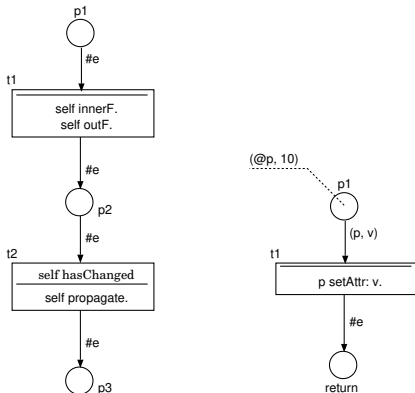 p1
#e
t1
self innerF.
self outF.
#e
p2
#e
t2
self hasChanged
self propagate.
#e
p3
(@p, 10)
p1
(p, v)
t1
p setAttr: v.
#e
return